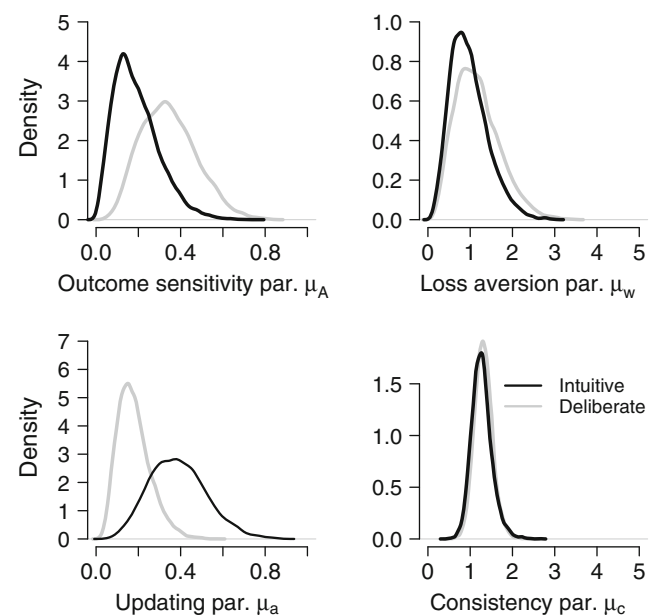 Density
5
4
3
2
1
0
0.0 0.4 0.8
Outcome sensitivity par. μA
1.0
0.8
0.6
0.4
0.2
0.0
0 1 2 3 4 5
Loss aversion par. μw
Density
7
6
5
4
3
2
1
0
0.0 0.4 0.8
Updating par. μa
1.5
1.0
0.5
0.0
Intuitive
Deliberate
0 1 2 3 4 5
Consistency par. μc